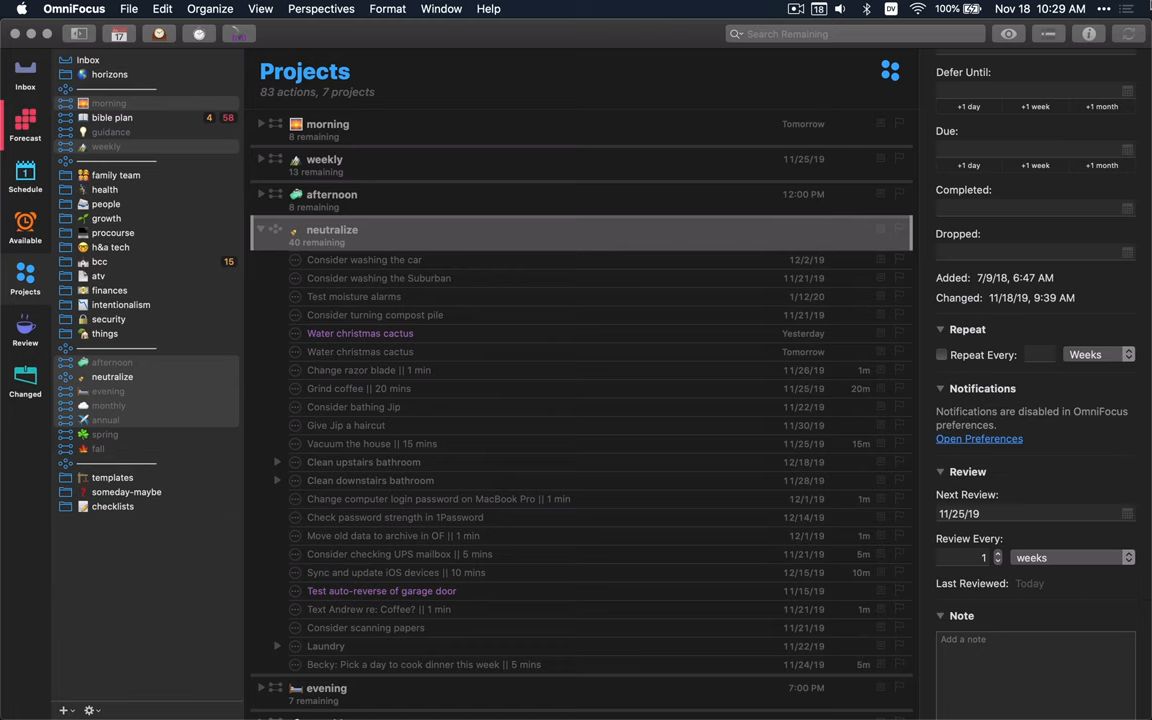 OmniFocus File Edit Organize View Perspectives Format Window Help 18 DV 100% Nov 18 10:29 AM
17 Search Remaining
Inbox
Forecast
1
Schedule
Available
Projects
Review
Changed
Inbox
horizons
morning
bible plan 4 58
guidance
weekly
family team
health
people
growth
procourse
h&a tech
bcc 15
atv
finances
intentionalism
security
things
afternoon
neutralize
evening
monthly
annual
spring
fall
templates
someday-maybe
checklists
Projects
83 actions, 7 projects
morning Tomorrow
8 remaining
weekly 11/25/19
13 remaining
afternoon 12:00 PM
8 remaining
neutralize
40 remaining
Consider washing the car 12/2/19
Consider washing the Suburban 11/21/19
Test moisture alarms 1/12/20
Consider turning compost pile 11/21/19
Water christmas cactus Yesterday
Water christmas cactus Tomorrow
Change razor blade || 1 min 11/26/19 1m
Grind coffee || 20 mins 11/25/19 20m
Consider bathing Jip 11/22/19
Give Jip a haircut 11/30/19
Vacuum the house || 15 mins 11/25/19 15m
Clean upstairs bathroom 12/18/19
Clean downstairs bathroom 11/28/19
Change computer login password on MacBook Pro || 1 min 12/1/19 1m
Check password strength in 1Password 12/14/19
Move old data to archive in OF || 1 min 12/1/19 1m
Consider checking UPS mailbox || 5 mins 11/21/19 5m
Sync and update iOS devices || 10 mins 12/15/19 10m
Test auto-reverse of garage door 11/15/19
Text Andrew re: Coffee? || 1 min 11/21/19 1m
Consider scanning papers 11/21/19
Laundry 11/22/19
Becky: Pick a day to cook dinner this week || 5 mins 11/24/19 5m
evening 7:00 PM
7 remaining
Defer Until:
+1 day +1 week +1 month
Due:
+1 day +1 week +1 month
Completed:
Dropped:
Added: 7/9/18, 6:47 AM
Changed: 11/18/19, 9:39 AM
Repeat
Repeat Every: Weeks
Notifications
Notifications are disabled in OmniFocus
preferences.
Open Preferences
Review
Next Review:
11/25/19
Review Every:
1 weeks
Last Reviewed: Today
Note
Add a note